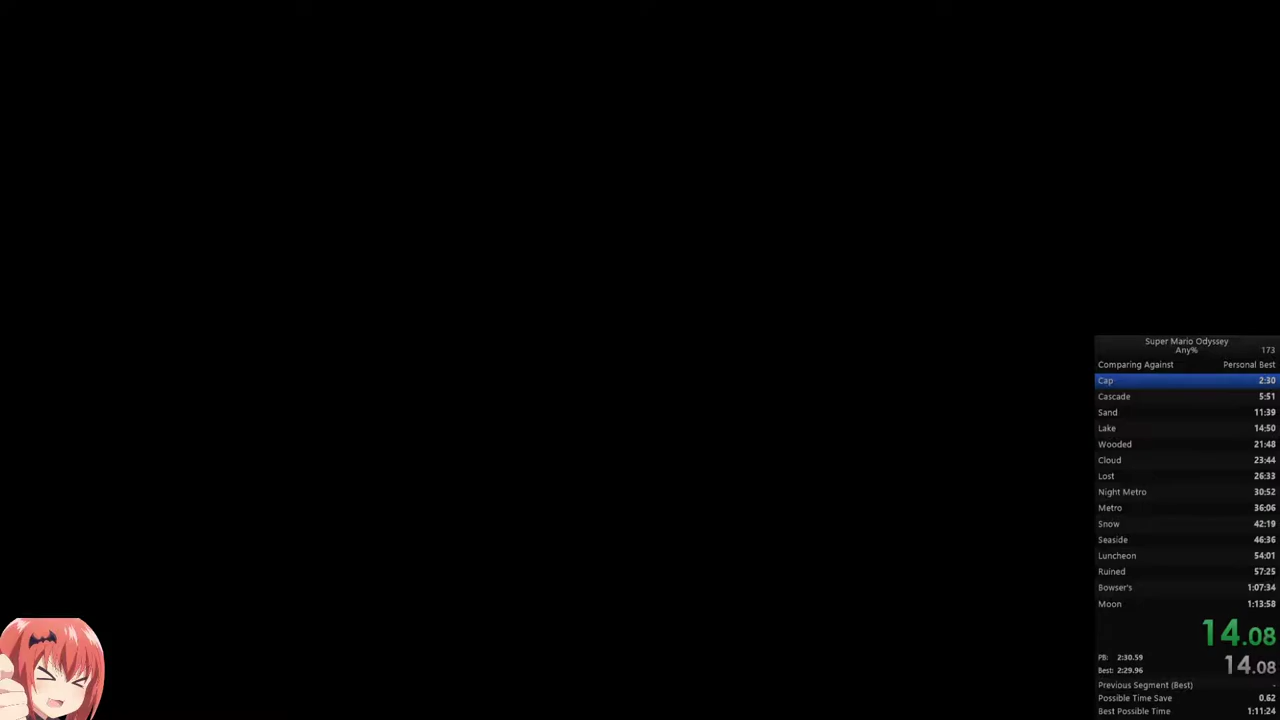 Super Mario Odyssey
Any% 173
Comparing Against Personal Best
Cap 2:30
Cascade 5:51
Sand 11:39
Lake 14:50
Wooded 21:48
Cloud 23:44
Lost 26:33
Night Metro 30:52
Metro 36:06
Snow 42:19
Seaside 46:36
Luncheon 54:01
Ruined 57:25
Bowser's 1:07:34
Moon 1:13:58
14.08
PB: 2:30.59
Best: 2:29.96 14.08
Previous Segment (Best) -
Possible Time Save 0.62
Best Possible Time 1:11:24